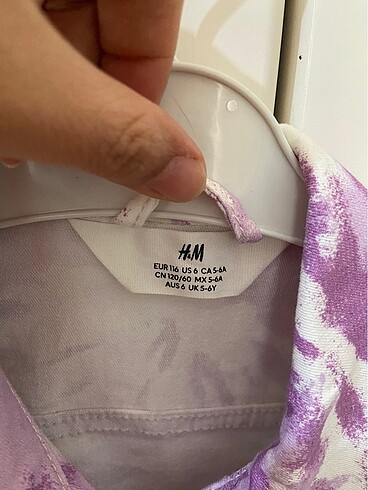 H&M
EUR 116 US 6 CA 5-6A
CN 120/60 MX 5-6A
AUS 6 UK 5-6Y